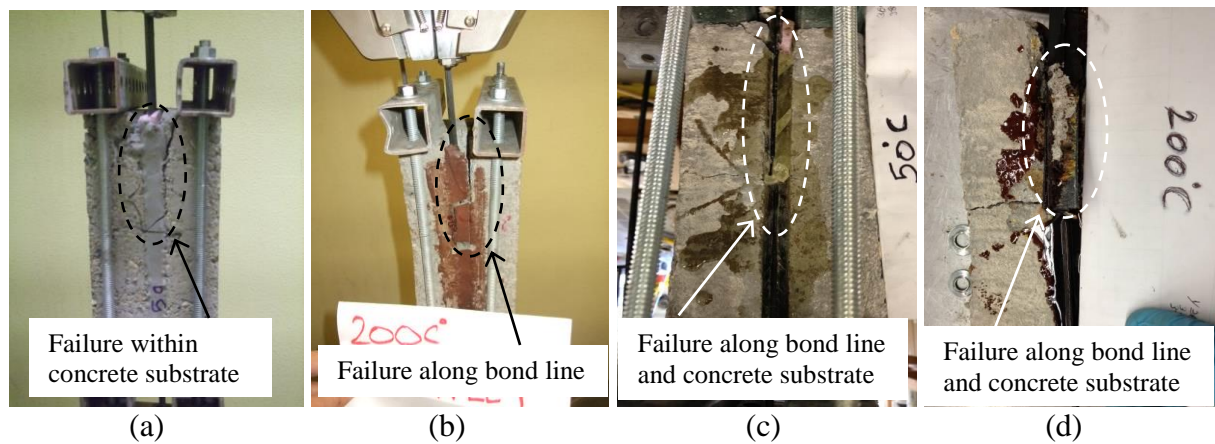 Failure within
concrete substrate
50
200C°
Failure along bond line
50°C
Failure along bond line
and concrete substrate
200°C
Failure along bond line
and concrete substrate
(a)
(b)
(c)
(d)